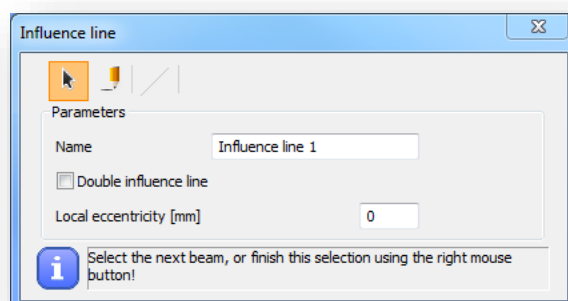 Influence line
Parameters
Name
Influence line 1
Double influence line
Local eccentricity [mm]
0
Select the next beam, or finish this selection using the right mouse
button!